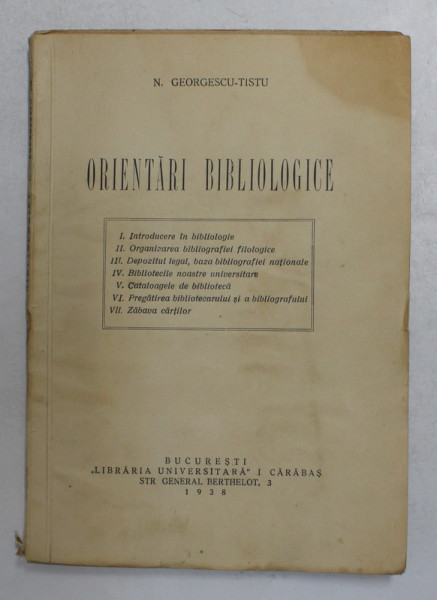 N. GEORGESCU-TISTU
ORIENTĂRI BIBLIOLOGICE
I. Introducere în bibliologie
II. Organizarea bibliografiei filologice
III. Depozitul legal, baza bibliografiei naționale
IV. Bibliotecile noastre universitare
V. Cataloagele de bibliotecă
VI. Pregătirea bibliotecarului și a bibliografului
VII. Zăbava cărților
BUCUREȘTI
„LIBRĂRIA UNIVERSITARĂ" I CĂRĂBAȘ
STR GENERAL BERTHELOT, 3
1938